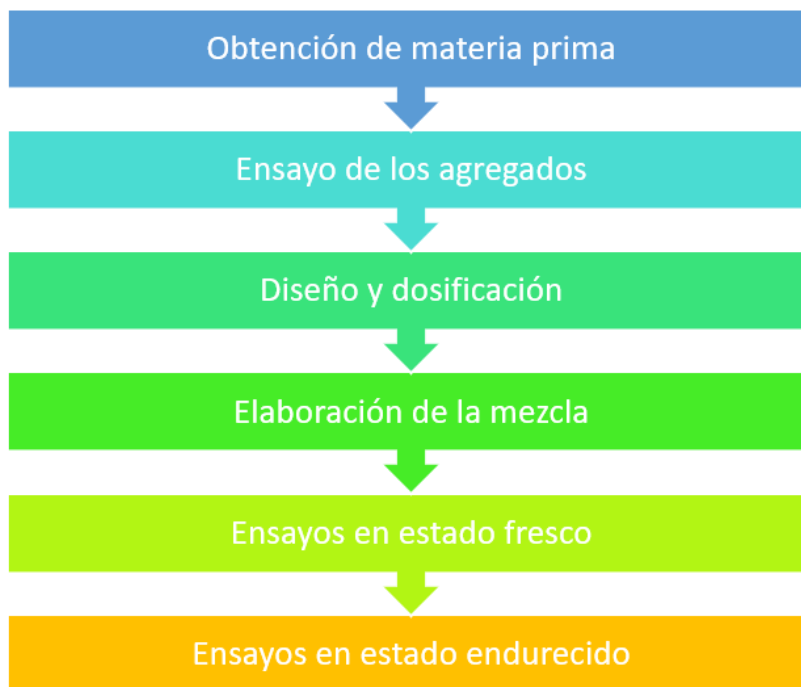 Obtención de materia prima
Ensayo de los agregados
Diseño y dosificación
Elaboración de la mezcla
Ensayos en estado fresco
Ensayos en estado endurecido